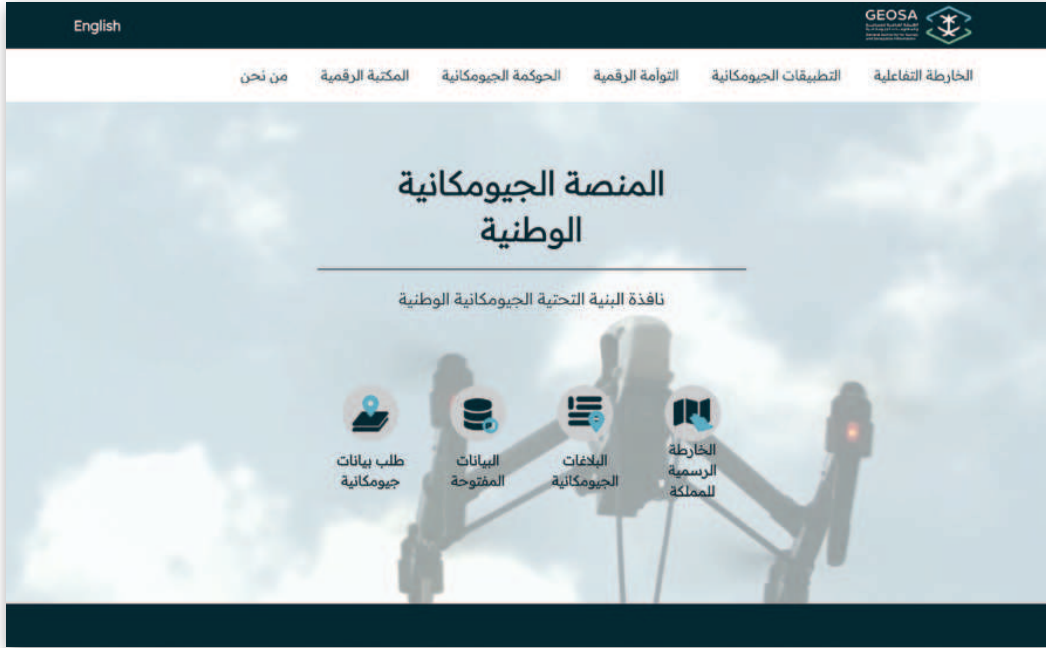 GEOSA
English
الخارطة التفاعلية
التطبيقات الجيومكانية
التوأمة الرقمية
الحوكمة الجيومكانية
المكتبة الرقمية
من نحن
المنصة الجيومكانية
الوطنية
نافذة البنية التحتية الجيومكانية الوطنية
الخارطة
الرسمية
للمملكة
البلاغات
الجيومكانية
البيانات
المفتوحة
طلب بيانات
جيومكانية